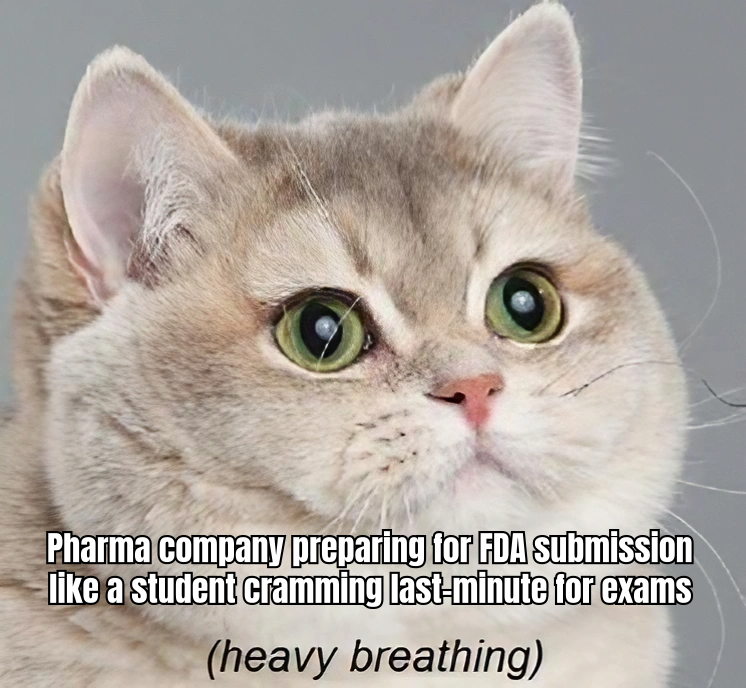 Pharma company preparing for FDA submission
like a student cramming last-minute for exams
(heavy breathing)